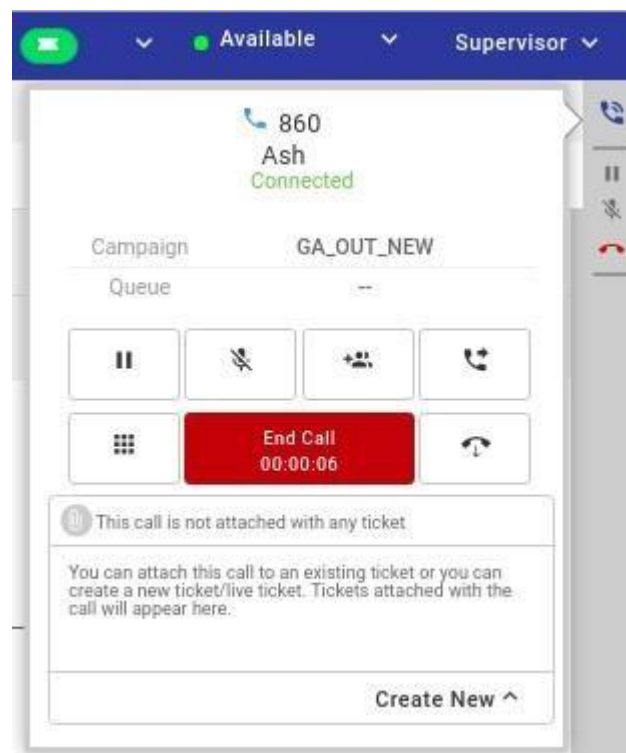 Available
Supervisor
860
Ash
Connected
Campaign GA_OUT_NEW
Queue --
End Call
00:00:06
This call is not attached with any ticket
You can attach this call to an existing ticket or you can
create a new ticket/live ticket. Tickets attached with the
call will appear here.
Create New